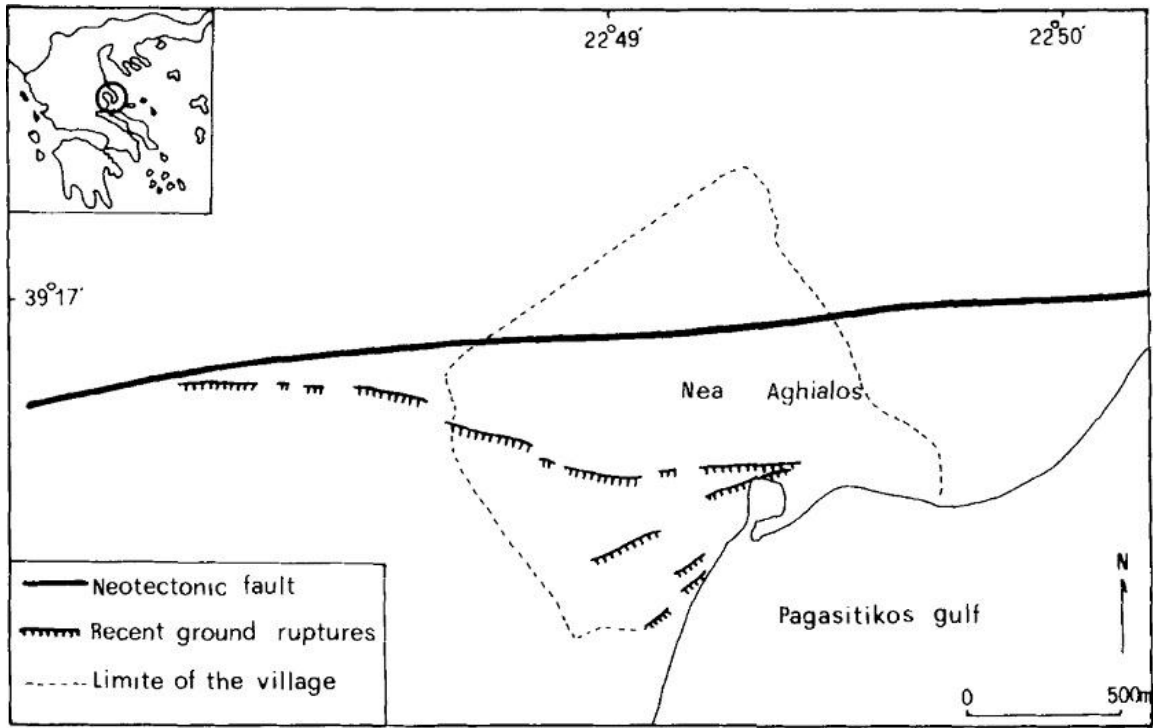 22°49'
22°50'
39°17'
Nea Aghialos
Neotectonic fault
Recent ground ruptures
Limite of the village
Pagasitikos gulf
N
0 500m